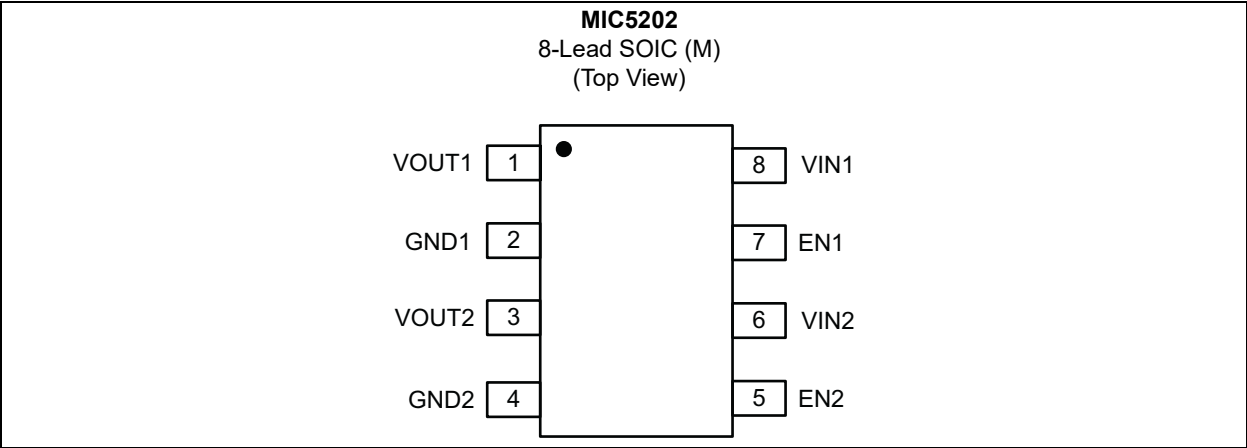 MIC5202
8-Lead SOIC (M)
(Top View)
VOUT1 1
8 VIN1
GND1 2
7 EN1
VOUT2 3
6 VIN2
GND2 4
5 EN2